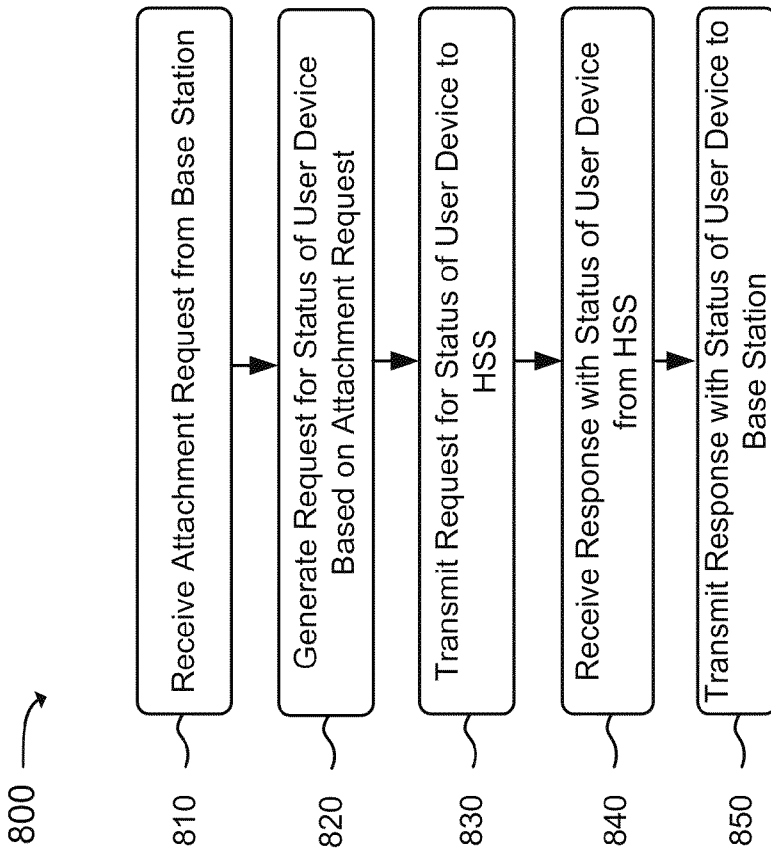 800
810
Receive Attachment Request from Base Station
820
Generate Request for Status of User Device
Based on Attachment Request
830
Transmit Request for Status of User Device to
HSS
840
Receive Response with Status of User Device
from HSS
850
Transmit Response with Status of User Device to
Base Station